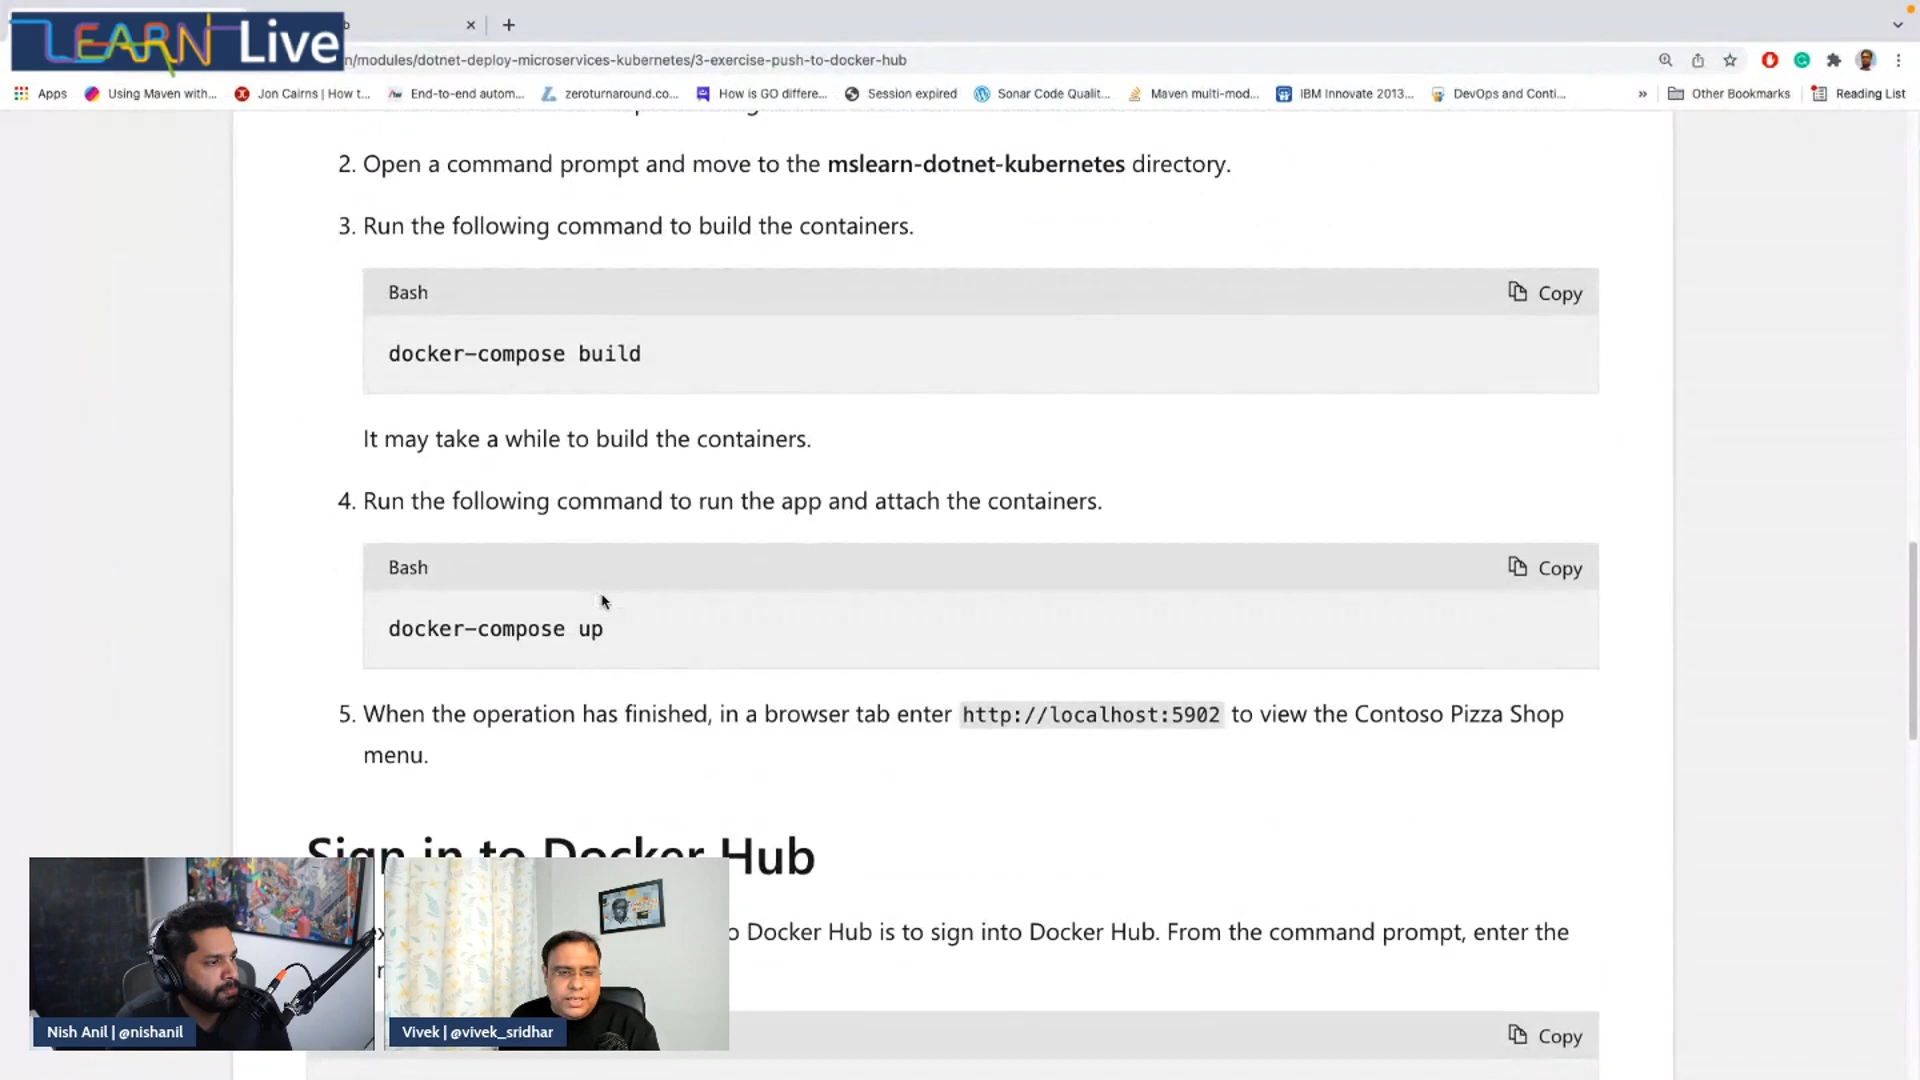 LEARN Live
n/modules/dotnet-deploy-microservices-kubernetes/3-exercise-push-to-docker-hub
Apps Using Maven with... Jon Cairns | How t... End-to-end autom... zeroturnaround.co... How is GO differe... Session expired Sonar Code Qualit... Maven multi-mod... IBM Innovate 2013... DevOps and Conti... » Other Bookmarks Reading List
2. Open a command prompt and move to the mslearn-dotnet-kubernetes directory.
3. Run the following command to build the containers.
Bash Copy
docker-compose build
It may take a while to build the containers.
4. Run the following command to run the app and attach the containers.
Bash Copy
docker-compose up
5. When the operation has finished, in a browser tab enter http://localhost:5902 to view the Contoso Pizza Shop
menu.
Sign in to Docker Hub
o Docker Hub is to sign into Docker Hub. From the command prompt, enter the
Copy
Nish Anil | @nishanil
Vivek | @vivek_sridhar